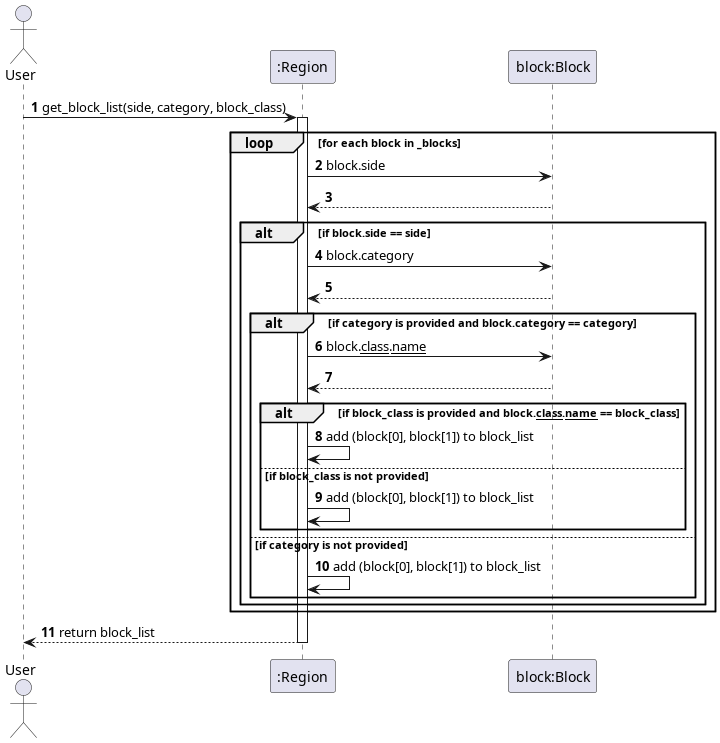 User
:Region
block:Block
1 get_block_list(side, category, block_class)
loop [for each block in _blocks]
2 block.side
3
alt [if block.side == side]
4 block.category
5
alt [if category is provided and block.category == category]
6 block.class.name
7
alt [if block_class is provided and block.class.name == block_class]
8 add (block[0], block[1]) to block_list
[if block_class is not provided]
9 add (block[0], block[1]) to block_list
[if category is not provided]
10 add (block[0], block[1]) to block_list
11 return block_list
User
:Region
block:Block